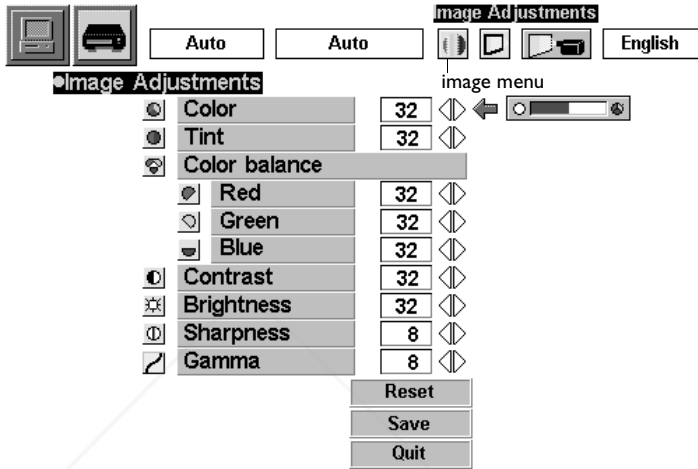 Image Adjustments
Auto Auto English
Image Adjustments
image menu
Color 32
Tint 32
Color balance
Red 32
Green 32
Blue 32
Contrast 32
Brightness 32
Sharpness 8
Gamma 8
Reset
Save
Quit